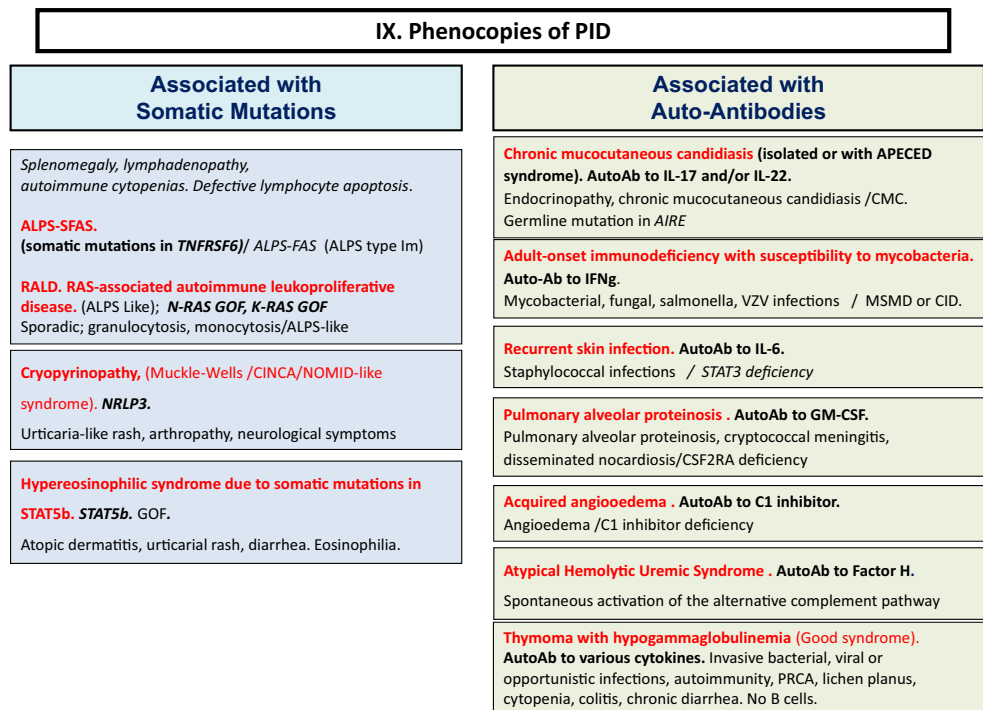 IX. Phenocopies of PID
Associated with
Somatic Mutations
Splenomegaly, lymphadenopathy,
autoimmune cytopenias. Defective lymphocyte apoptosis.
ALPS-SFAS.
(somatic mutations in TNFRSF6)/ ALPS-FAS (ALPS type Im)
RALD. RAS-associated autoimmune leukoproliferative
disease. (ALPS Like); N-RAS GOF, K-RAS GOF
Sporadic; granulocytosis, monocytosis/ALPS-like
Cryopyrinopathy, (Muckle-Wells /CINCA/NOMID-like
syndrome). NRLP3.
Urticaria-like rash, arthropathy, neurological symptoms
Hypereosinophilic syndrome due to somatic mutations in
STAT5b. STAT5b. GOF.
Atopic dermatitis, urticarial rash, diarrhea. Eosinophilia.
Associated with
Auto-Antibodies
Chronic mucocutaneous candidiasis (isolated or with APECED
syndrome). AutoAb to IL-17 and/or IL-22.
Endocrinopathy, chronic mucocutaneous candidiasis /CMC.
Germline mutation in AIRE
Adult-onset immunodeficiency with susceptibility to mycobacteria.
Auto-Ab to IFNg.
Mycobacterial, fungal, salmonella, VZV infections / MSMD or CID.
Recurrent skin infection. AutoAb to IL-6.
Staphylococcal infections / STAT3 deficiency
Pulmonary alveolar proteinosis . AutoAb to GM-CSF.
Pulmonary alveolar proteinosis, cryptococcal meningitis,
disseminated nocardiosis/CSF2RA deficiency
Acquired angiooedema . AutoAb to C1 inhibitor.
Angioedema /C1 inhibitor deficiency
Atypical Hemolytic Uremic Syndrome . AutoAb to Factor H.
Spontaneous activation of the alternative complement pathway
Thymoma with hypogammaglobulinemia (Good syndrome).
AutoAb to various cytokines. Invasive bacterial, viral or
opportunistic infections, autoimmunity, PRCA, lichen planus,
cytopenia, colitis, chronic diarrhea. No B cells.